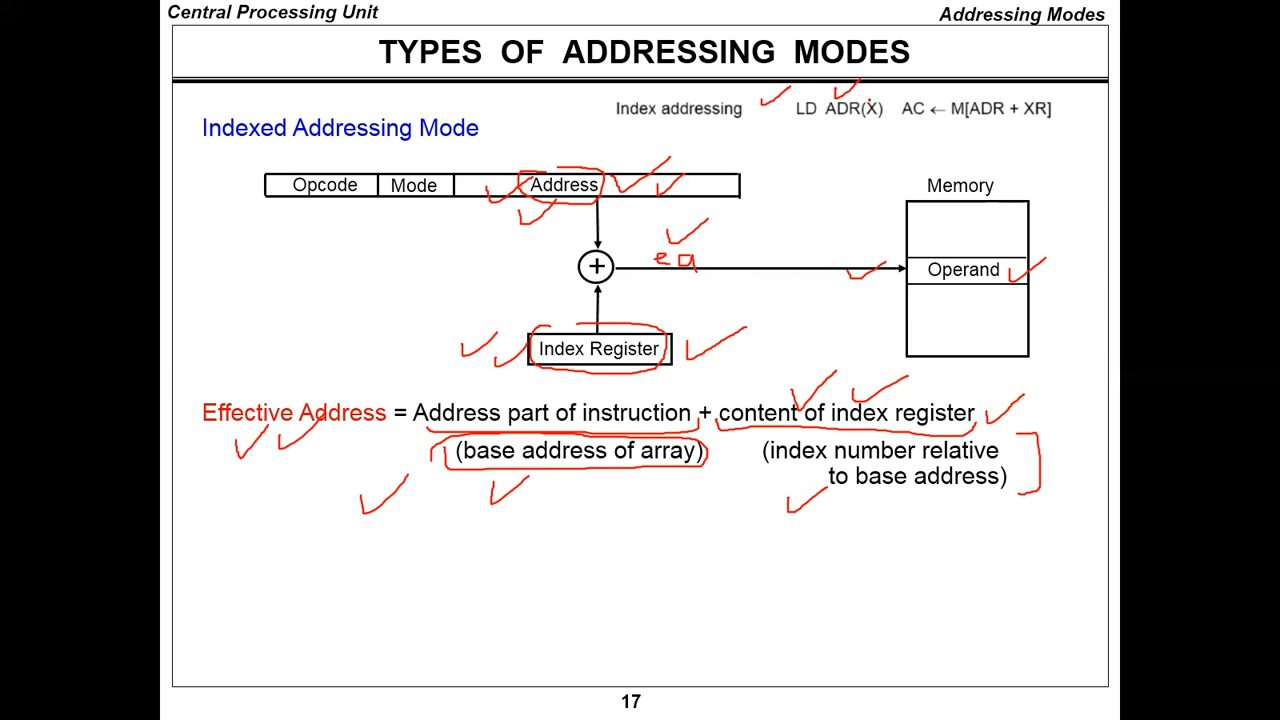 Central Processing Unit
Addressing Modes
TYPES OF ADDRESSING MODES
Index addressing LD ADR(X) AC ← M[ADR + XR]
Indexed Addressing Mode
Opcode Mode Address
Memory
ea
+
Operand
Index Register
Effective Address = Address part of instruction + content of index register
(base address of array) (index number relative
to base address)
17